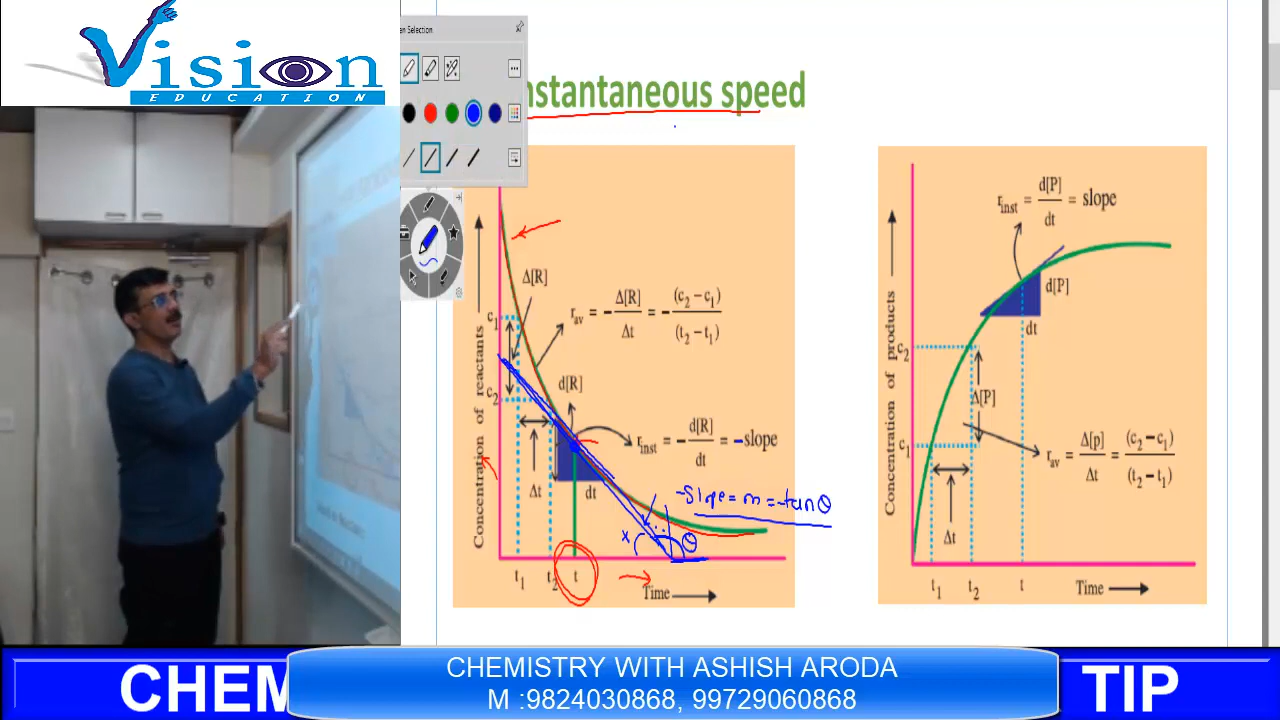 Vision
EDUCATION
en Selection
nstantaneous speed
Δ[R]
r_av = - Δ[R]/Δt = - (c₂ – c₁)/(t₂ – t₁)
c₁
c₂
d[R]
r_inst = - d[R]/dt = -slope
Δt
dt
-Slope = m = -tanθ
x
θ
Concentration of reactants
t₁
t₂
t
Time
r_inst = d[P]/dt = slope
d[P]
dt
c₂
Δ[P]
c₁
r_av = Δ[p]/Δt = (c₂ – c₁)/(t₂ – t₁)
Δt
Concentration of products
t₁
t₂
t
Time
CHEM
CHEMISTRY WITH ASHISH ARODA
M :9824030868, 99729060868
TIP